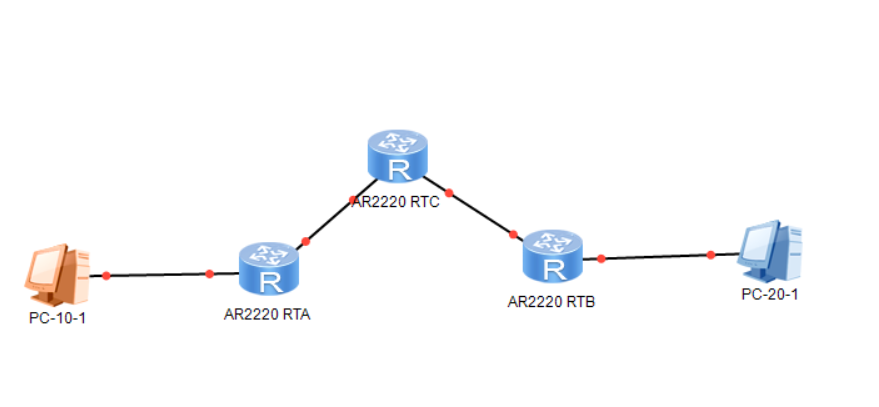 R
AR2220 RTC
R
AR2220 RTA
PC-10-1
R
AR2220 RTB
PC-20-1